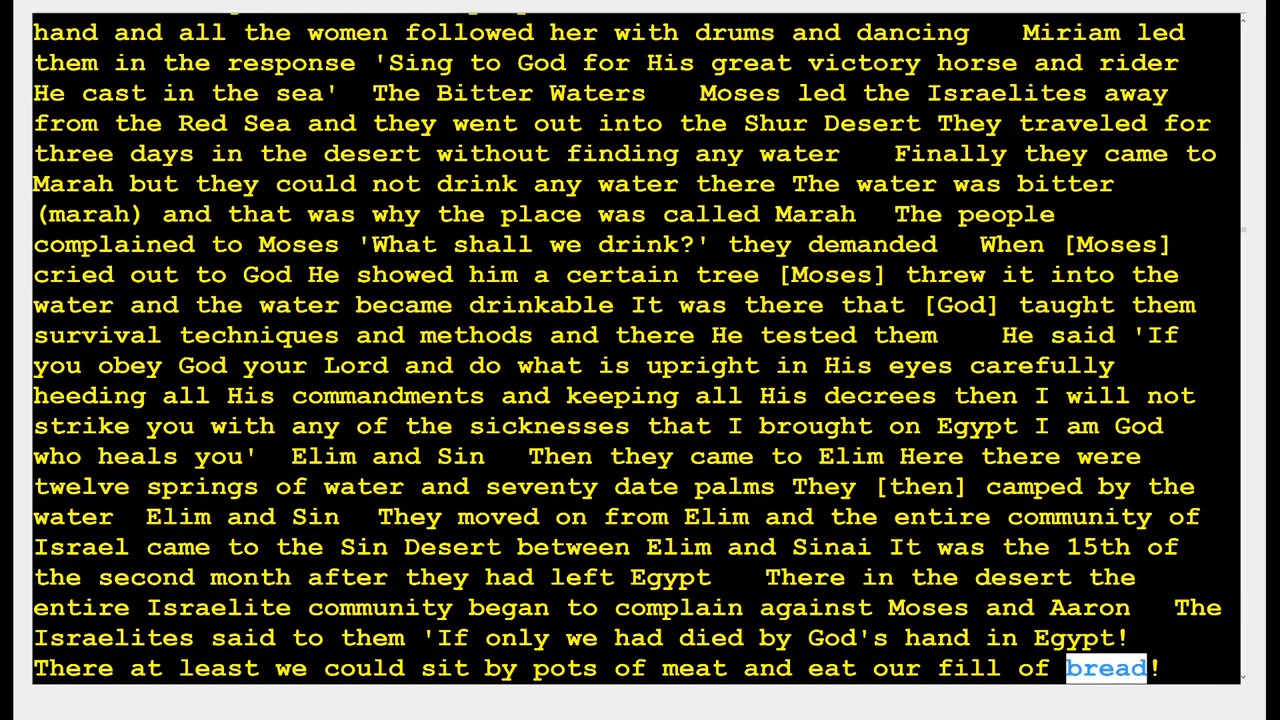 hand and all the women followed her with drums and dancing Miriam led
them in the response 'Sing to God for His great victory horse and rider
He cast in the sea' The Bitter Waters Moses led the Israelites away
from the Red Sea and they went out into the Shur Desert They traveled for
three days in the desert without finding any water Finally they came to
Marah but they could not drink any water there The water was bitter
(marah) and that was why the place was called Marah The people
complained to Moses 'What shall we drink?' they demanded When [Moses]
cried out to God He showed him a certain tree [Moses] threw it into the
water and the water became drinkable It was there that [God] taught them
survival techniques and methods and there He tested them He said 'If
you obey God your Lord and do what is upright in His eyes carefully
heeding all His commandments and keeping all His decrees then I will not
strike you with any of the sicknesses that I brought on Egypt I am God
who heals you' Elim and Sin Then they came to Elim Here there were
twelve springs of water and seventy date palms They [then] camped by the
water Elim and Sin They moved on from Elim and the entire community of
Israel came to the Sin Desert between Elim and Sinai It was the 15th of
the second month after they had left Egypt There in the desert the
entire Israelite community began to complain against Moses and Aaron The
Israelites said to them 'If only we had died by God's hand in Egypt!
There at least we could sit by pots of meat and eat our fill of bread!